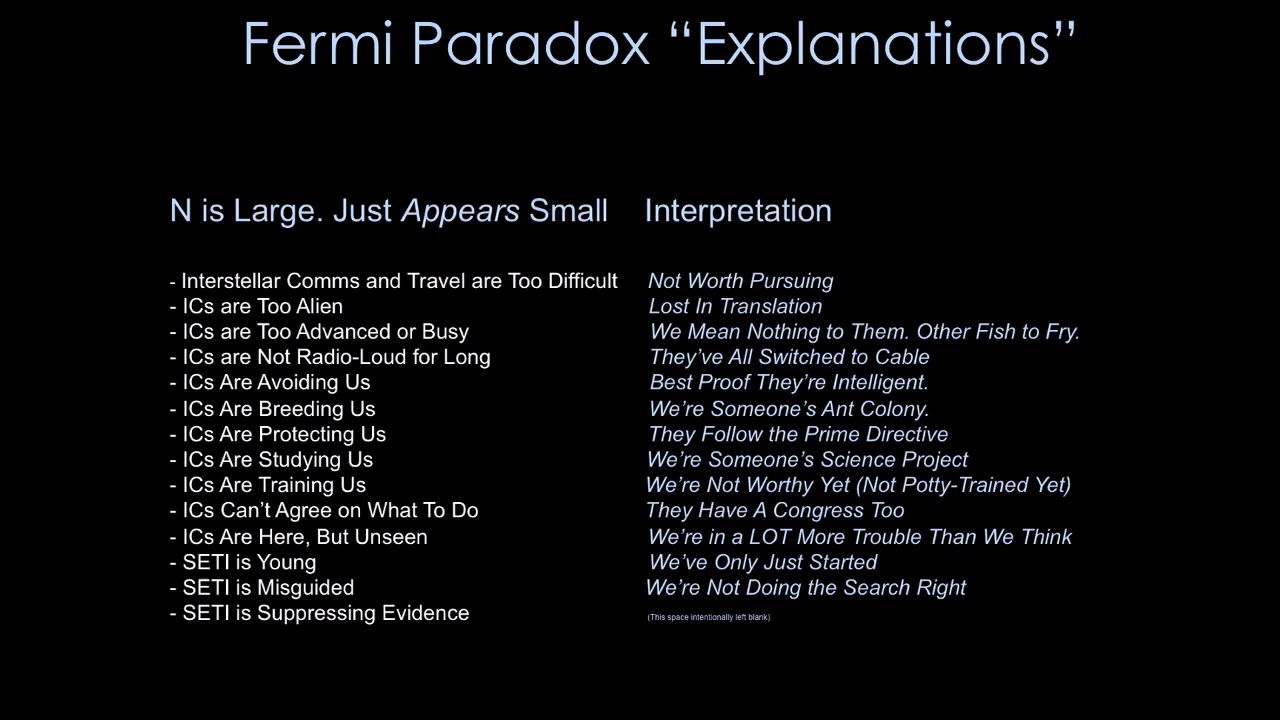 Fermi Paradox “Explanations”
N is Large. Just Appears Small Interpretation
- Interstellar Comms and Travel are Too Difficult Not Worth Pursuing
- ICs are Too Alien Lost In Translation
- ICs are Too Advanced or Busy We Mean Nothing to Them. Other Fish to Fry.
- ICs are Not Radio-Loud for Long They’ve All Switched to Cable
- ICs Are Avoiding Us Best Proof They’re Intelligent.
- ICs Are Breeding Us We’re Someone’s Ant Colony.
- ICs Are Protecting Us They Follow the Prime Directive
- ICs Are Studying Us We’re Someone’s Science Project
- ICs Are Training Us We’re Not Worthy Yet (Not Potty-Trained Yet)
- ICs Can’t Agree on What To Do They Have A Congress Too
- ICs Are Here, But Unseen We’re in a LOT More Trouble Than We Think
- SETI is Young We’ve Only Just Started
- SETI is Misguided We’re Not Doing the Search Right
- SETI is Suppressing Evidence (This space intentionally left blank)